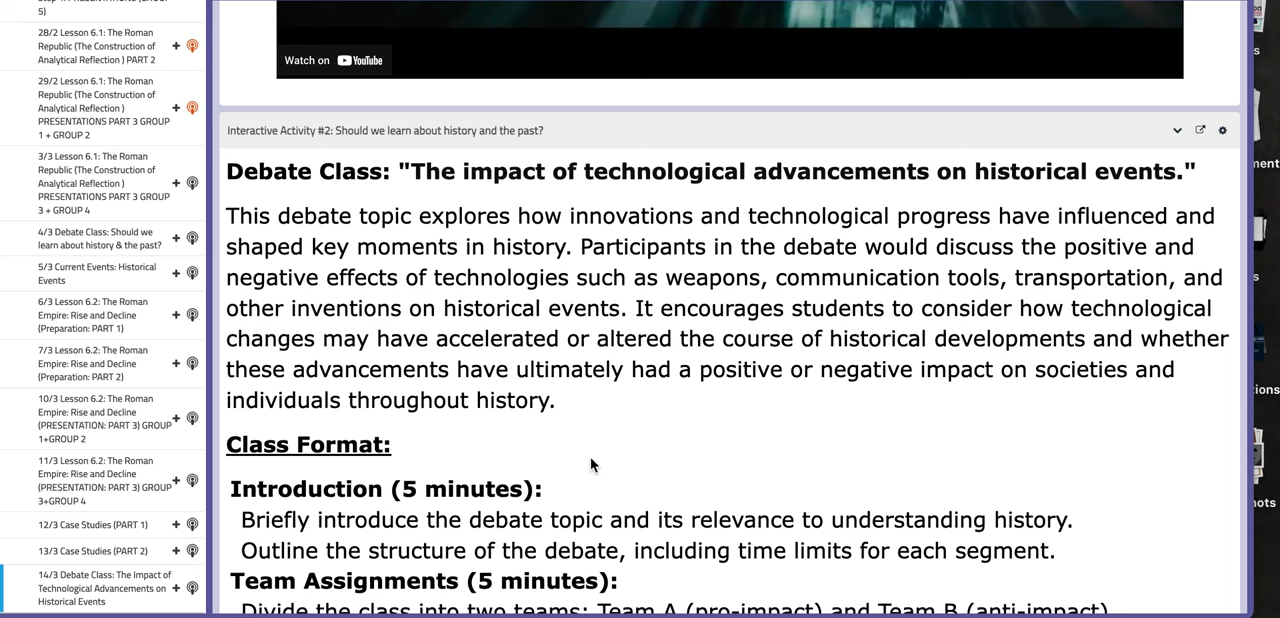 5)
28/2 Lesson 6.1: The Roman
Republic (The Construction of
Analytical Reflection ) PART 2
29/2 Lesson 6.1: The Roman
Republic (The Construction of
Analytical Reflection )
PRESENTATIONS PART 3 GROUP
1 + GROUP 2
3/3 Lesson 6.1: The Roman
Republic (The Construction of
Analytical Reflection )
PRESENTATIONS PART 3 GROUP
3 + GROUP 4
4/3 Debate Class: Should we
learn about history & the past?
5/3 Current Events: Historical
Events
6/3 Lesson 6.2: The Roman
Empire: Rise and Decline
(Preparation: PART 1)
7/3 Lesson 6.2: The Roman
Empire: Rise and Decline
(Preparation: PART 2)
10/3 Lesson 6.2: The Roman
Empire: Rise and Decline
(PRESENTATION: PART 3) GROUP
1+GROUP 2
11/3 Lesson 6.2: The Roman
Empire: Rise and Decline
(PRESENTATION: PART 3) GROUP
3+GROUP 4
12/3 Case Studies (PART 1)
13/3 Case Studies (PART 2)
14/3 Debate Class: The Impact of
Technological Advancements on
Historical Events
Watch on YouTube
Interactive Activity #2: Should we learn about history and the past?
Debate Class: "The impact of technological advancements on historical events."
This debate topic explores how innovations and technological progress have influenced and
shaped key moments in history. Participants in the debate would discuss the positive and
negative effects of technologies such as weapons, communication tools, transportation, and
other inventions on historical events. It encourages students to consider how technological
changes may have accelerated or altered the course of historical developments and whether
these advancements have ultimately had a positive or negative impact on societies and
individuals throughout history.
Class Format:
Introduction (5 minutes):
Briefly introduce the debate topic and its relevance to understanding history.
Outline the structure of the debate, including time limits for each segment.
Team Assignments (5 minutes):
Divide the class into two teams: Team A (pro-impact) and Team B (anti-impact)